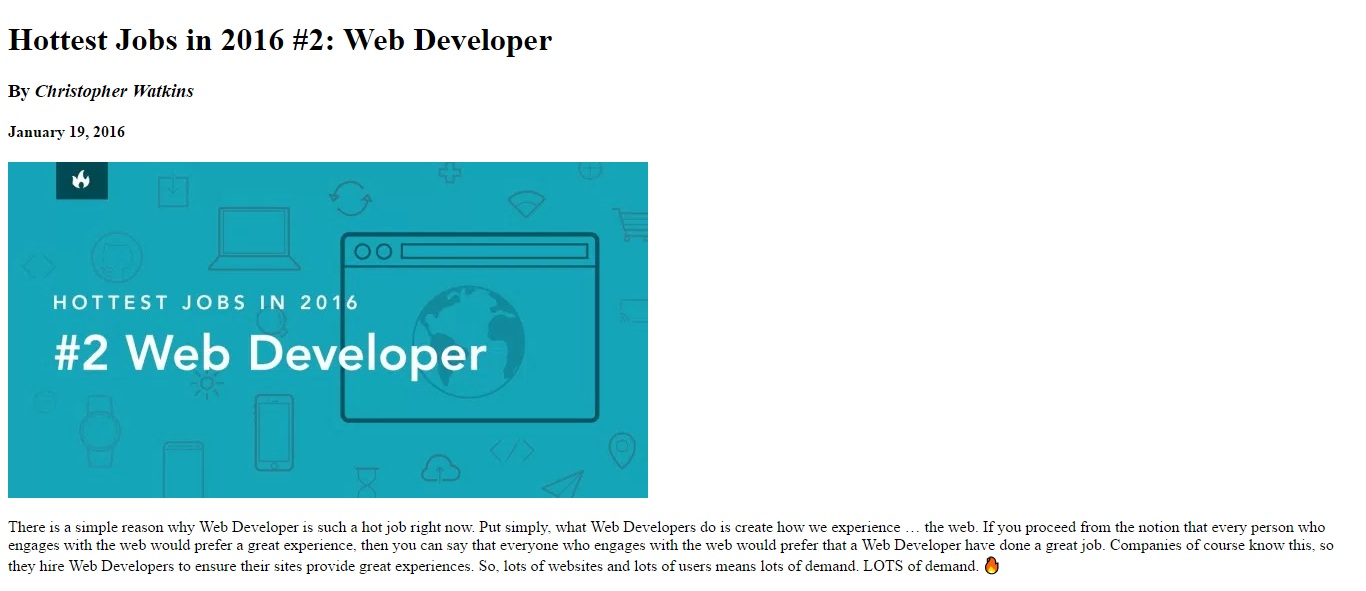 Hottest Jobs in 2016 #2: Web Developer
By Christopher Watkins
January 19, 2016
HOTTEST JOBS IN 2016
#2 Web Developer
There is a simple reason why Web Developer is such a hot job right now. Put simply, what Web Developers do is create how we experience … the web. If you proceed from the notion that every person who
engages with the web would prefer a great experience, then you can say that everyone who engages with the web would prefer that a Web Developer have done a great job. Companies of course know this, so
they hire Web Developers to ensure their sites provide great experiences. So, lots of websites and lots of users means lots of demand. LOTS of demand. 🔥